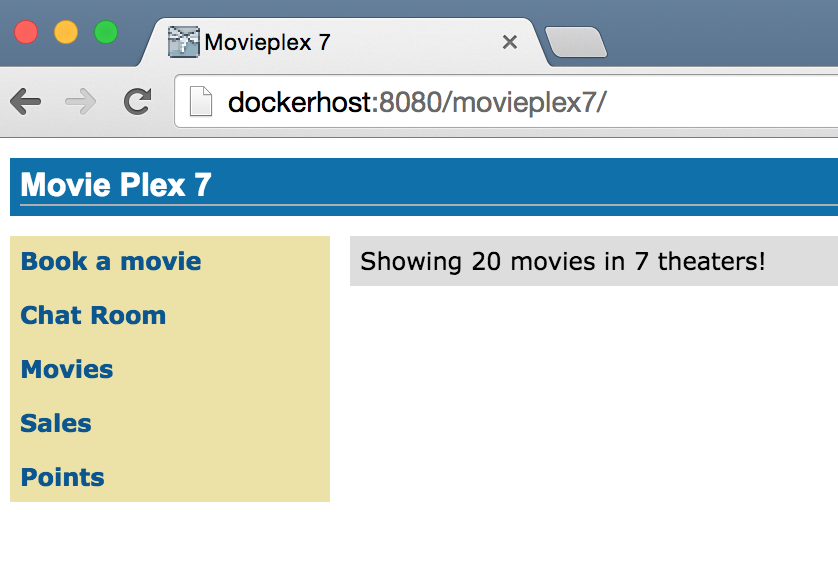 Movieplex 7
dockerhost:8080/movieplex7/
Movie Plex 7
Book a movie
Chat Room
Movies
Sales
Points
Showing 20 movies in 7 theaters!